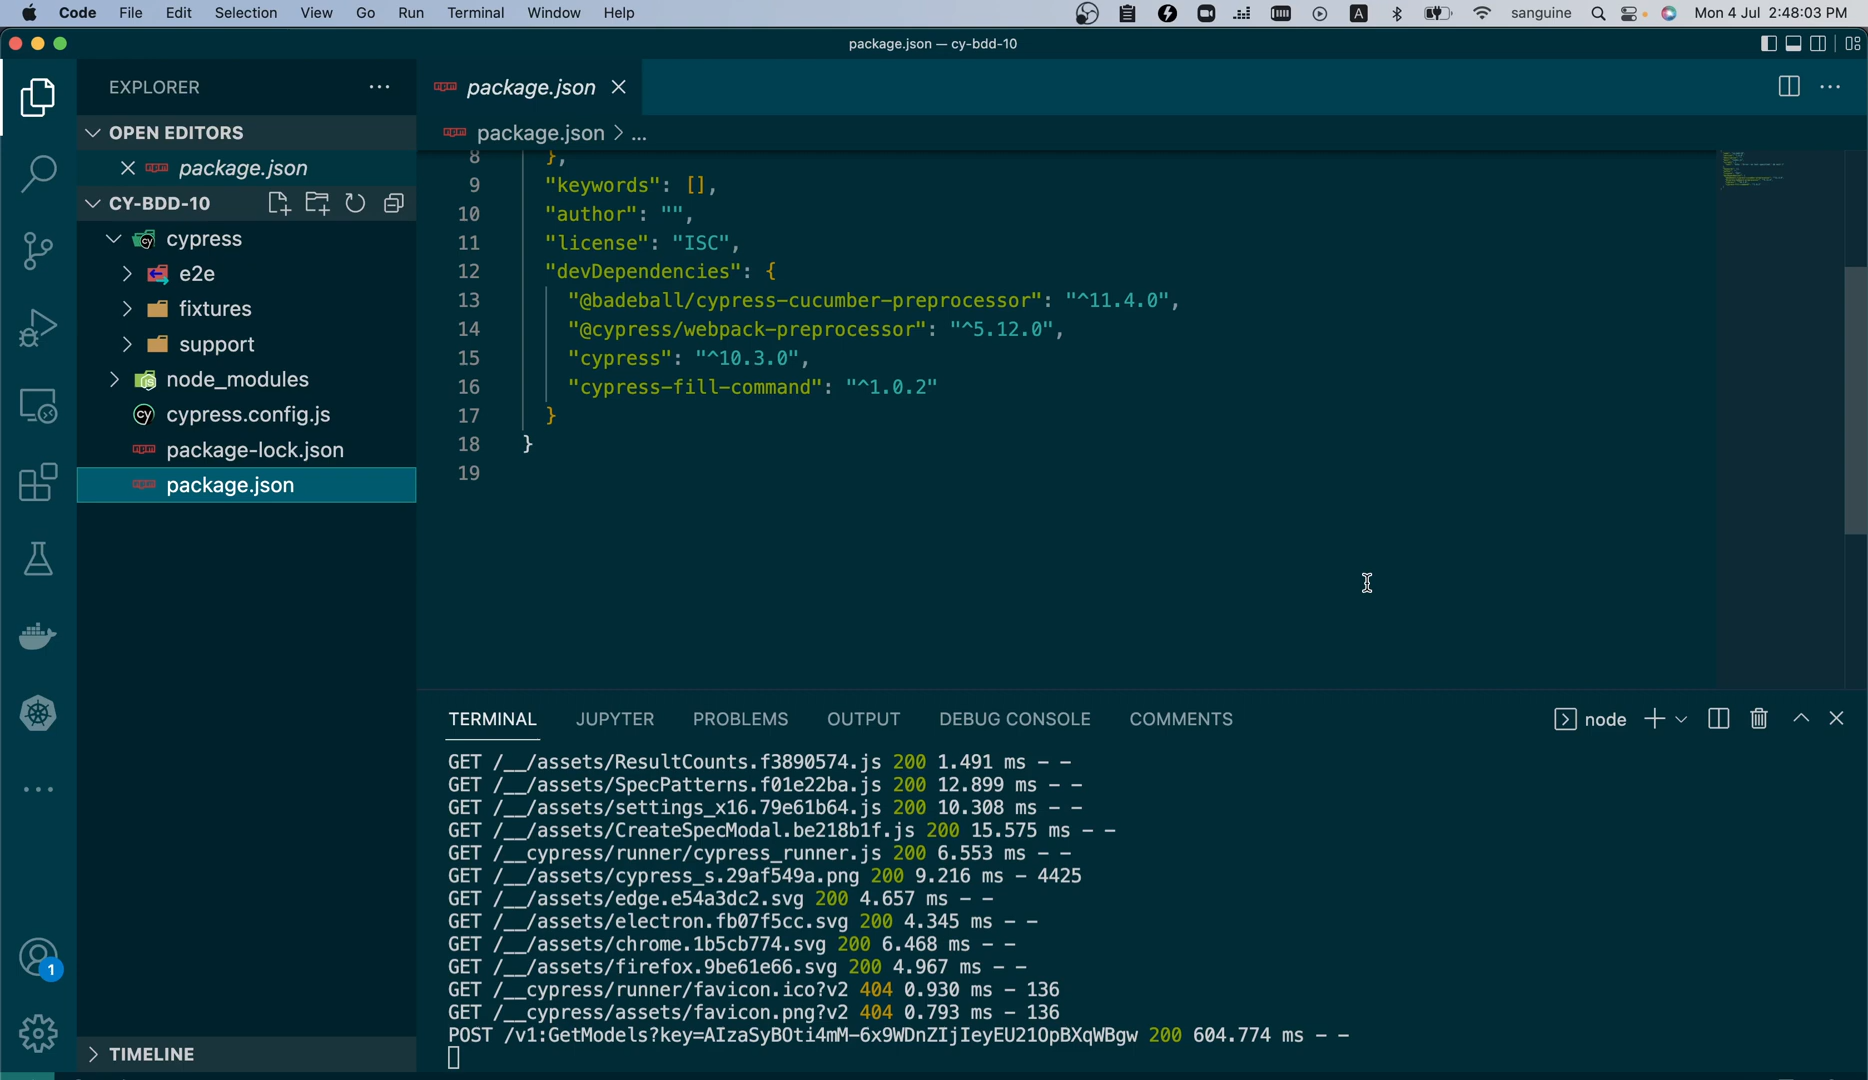 Code File Edit Selection View Go Run Terminal Window Help
A sanguine Mon 4 Jul 2:48:03 PM
package.json — cy-bdd-10
EXPLORER
package.json
OPEN EDITORS
package.json > ...
package.json
CY-BDD-10
cypress
e2e
fixtures
support
node_modules
cypress.config.js
package-lock.json
package.json
TIMELINE
1
8 },
9 "keywords": [],
10 "author": "",
11 "license": "ISC",
12 "devDependencies": {
13 "@badeball/cypress-cucumber-preprocessor": "^11.4.0",
14 "@cypress/webpack-preprocessor": "^5.12.0",
15 "cypress": "^10.3.0",
16 "cypress-fill-command": "^1.0.2"
17 }
18 }
19
TERMINAL JUPYTER PROBLEMS OUTPUT DEBUG CONSOLE COMMENTS node
GET /__/assets/ResultCounts.f3890574.js 200 1.491 ms - -
GET /__/assets/SpecPatterns.f01e22ba.js 200 12.899 ms - -
GET /__/assets/settings_x16.79e61b64.js 200 10.308 ms - -
GET /__/assets/CreateSpecModal.be218b1f.js 200 15.575 ms - -
GET /__cypress/runner/cypress_runner.js 200 6.553 ms - -
GET /__/assets/cypress_s.29af549a.png 200 9.216 ms - 4425
GET /__/assets/edge.e54a3dc2.svg 200 4.657 ms - -
GET /__/assets/electron.fb07f5cc.svg 200 4.345 ms - -
GET /__/assets/chrome.1b5cb774.svg 200 6.468 ms - -
GET /__/assets/firefox.9be61e66.svg 200 4.967 ms - -
GET /__cypress/runner/favicon.ico?v2 404 0.930 ms - 136
GET /__cypress/assets/favicon.png?v2 404 0.793 ms - 136
POST /v1:GetModels?key=AIzaSyBOti4mM-6x9WDnZIjIeyEU21OpBXqWBgw 200 604.774 ms - -